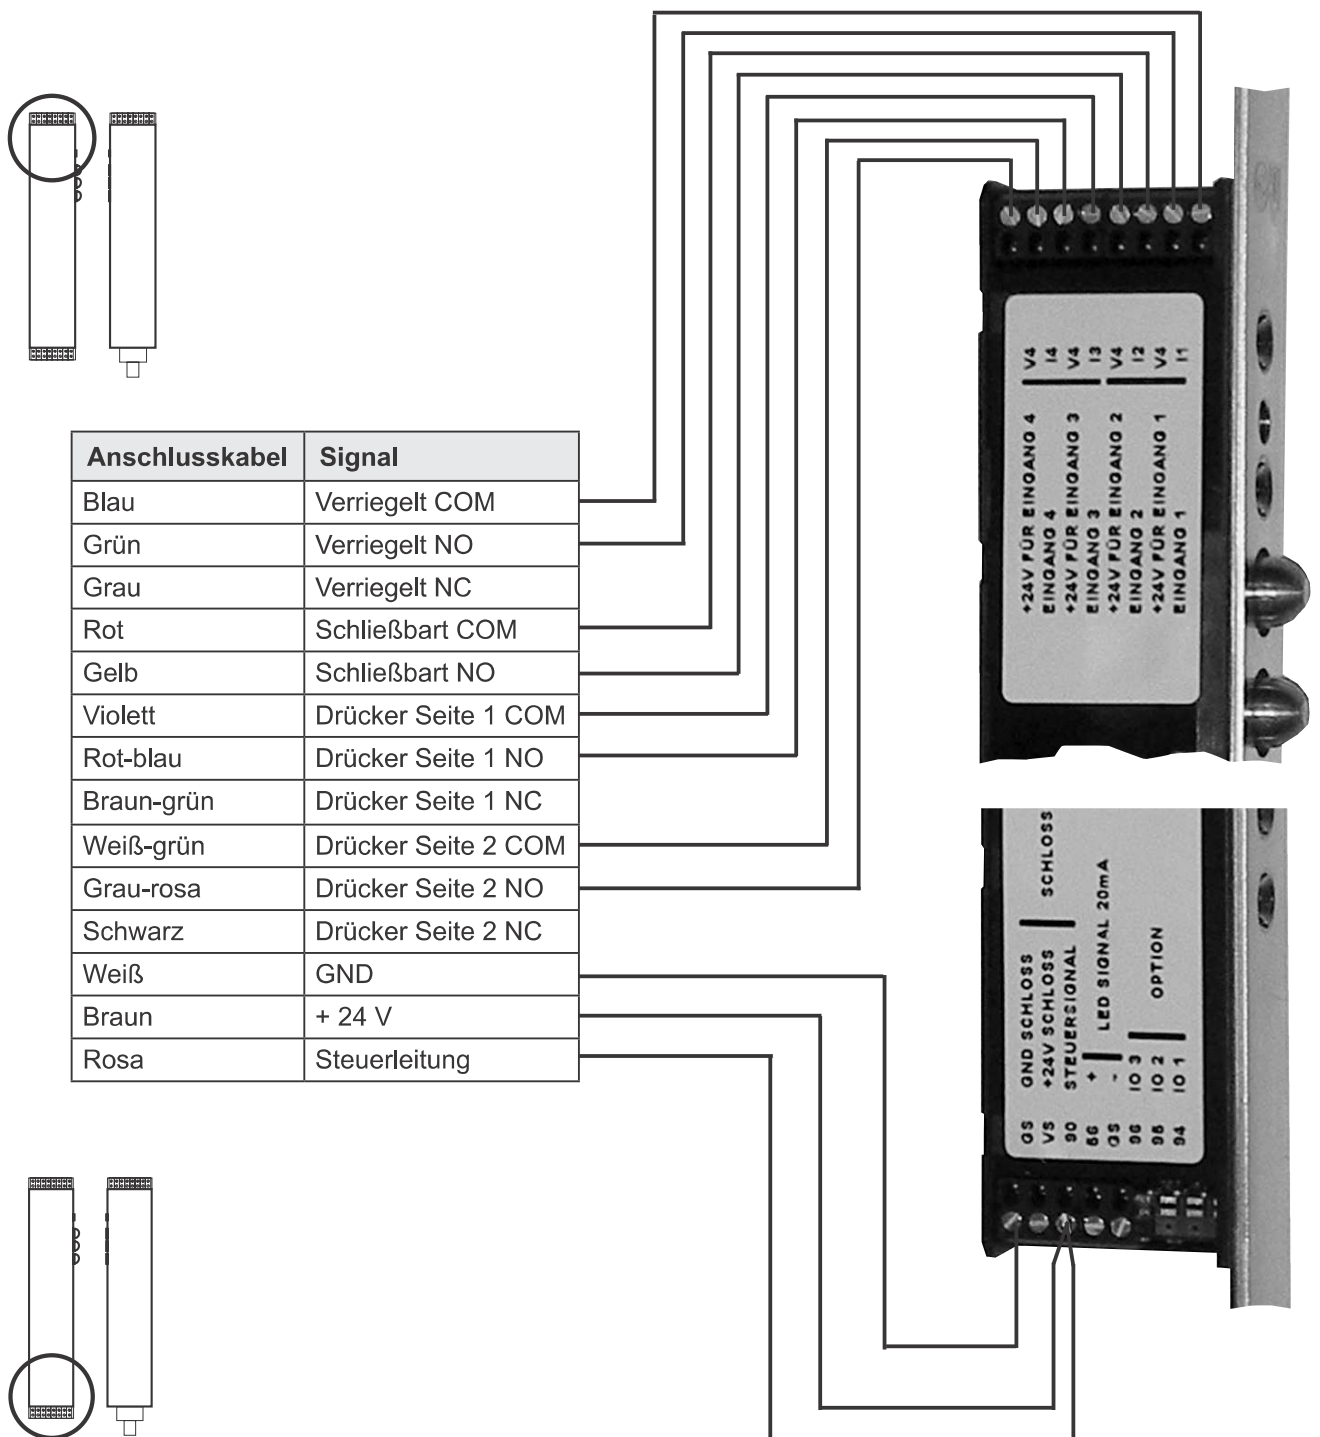 Anschlusskabel Signal
Blau Verriegelt COM
Grün Verriegelt NO
Grau Verriegelt NC
Rot Schließbart COM
Gelb Schließbart NO
Violett Drücker Seite 1 COM
Rot-blau Drücker Seite 1 NO
Braun-grün Drücker Seite 1 NC
Weiß-grün Drücker Seite 2 COM
Grau-rosa Drücker Seite 2 NO
Schwarz Drücker Seite 2 NC
Weiß GND
Braun + 24 V
Rosa Steuerleitung
+24V FÜR EINGANG 4 V4
EINGANG 4 I4
+24V FÜR EINGANG 3 V4
EINGANG 3 I3
+24V FÜR EINGANG 2 V4
EINGANG 2 I2
+24V FÜR EINGANG 1 V4
EINGANG 1 I1
GS GND SCHLOSS
VS +24V SCHLOSS
90 STEUERSIGNAL
SCHLOSS
56 +
GS -
LED SIGNAL 20mA
96 IO 3
95 IO 2
94 IO 1
OPTION